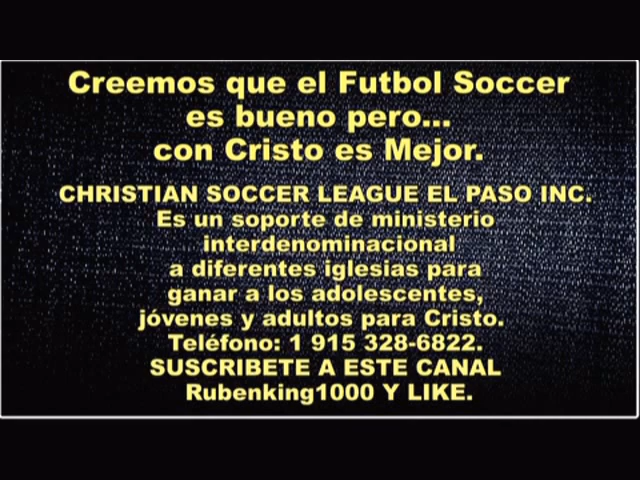 Creemos que el Futbol Soccer
es bueno pero...
con Cristo es Mejor.
CHRISTIAN SOCCER LEAGUE EL PASO INC.
Es un soporte de ministerio
interdenominacional
a diferentes iglesias para
ganar a los adolescentes,
jóvenes y adultos para Cristo.
Teléfono: 1 915 328-6822.
SUSCRIBETE A ESTE CANAL
Rubenking1000 Y LIKE.